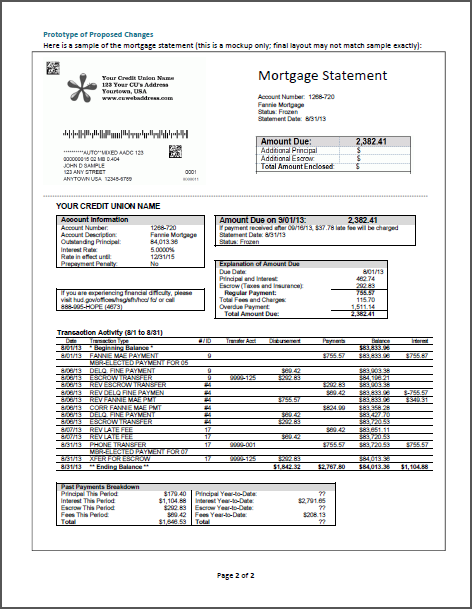 Prototype of Proposed Changes
Here is a sample of the mortgage statement (this is a mockup only; final layout may not match sample exactly):
Your Credit Union Name
123 Your CU's Address
Yourtown, USA
www.cuwebaddress.com
Mortgage Statement
Account Number: 1268-720
Fannie Mortgage
Status: Frozen
Statement Date: 8/31/13
*********AUTO**MIXED AADC 123
000000016 02 MB 0.404
JOHN D SAMPLE
123 ANY STREET 0001
ANYTOWN USA 12345-6789
Amount Due: 2,382.41
Additional Principal $
Additional Escrow: $
Total Amount Enclosed: $
YOUR CREDIT UNION NAME
Account Information
Account Number: 1268-720
Account Description: Fannie Mortgage
Outstanding Principal: 84,013.36
Interest Rate: 5.0000%
Rate in effect until: 12/31/15
Prepayment Penalty: No
Amount Due on 9/01/13: 2,382.41
If payment received after 09/16/13, $37.78 late fee will be charged
Statement Date: 8/31/13
Status: Frozen
If you are experiencing financial difficulty, please
visit hud.gov/offices/hsg/sfh/hcc/ fc/ or call
888-995-HOPE (4673)
Explanation of Amount Due
Due Date: 8/01/13
Principal and Interest: 462.74
Escrow (Taxes and Insurance): 292.83
Regular Payment: 755.57
Total Fees and Charges: 115.70
Overdue Payment: 1,511.14
Total Amount Due: 2,382.41
Transaction Activity (8/1 to 8/31)
Date Transaction Type # / ID Transfer Acct Disbursement Payments Balance Interest
8/01/13 * Beginning Balance * $83,833.96
8/01/13 FANNIE MAE PAYMENT 9 $755.57 $83,833.96 $755.87
MBR-ELECTED PAYMENT FOR 05
8/06/13 DELQ. FINE PAYMENT 9 $69.42 $83,903.38
8/06/13 ESCROW TRANSFER 9 9999-125 $292.83 $84,196.21
8/06/13 REV ESCROW TRANSFER #4 $292.83 $83,903.38
8/06/13 REV DELQ FINE PAYMEN #4 $69.42 $83,833.96 $-755.57
8/06/13 REV FANNIE MAE PMT #4 $755.57 $83,833.96 $349.31
8/06/13 CORR FANNIE MAE PMT #4 $824.99 $83,358.28
8/06/13 DELQ. FINE PAYMENT #4 $69.42 $83,427.70
8/06/13 ESCROW TRANSFER #4 9999-125 $292.83 $83,720.53
8/07/13 REV LATE FEE 17 $69.42 $83,651.11
8/07/13 REV LATE FEE 17 $69.42 $83,720.53
8/31/13 PHONE TRANSFER 17 9999-001 $755.57 $83,720.53 $755.57
MBR-ELECTED PAYMENT FOR 07
8/31/13 XFER FOR ESCROW 17 9999-125 $292.83 $84,013.36
8/31/13 ** Ending Balance ** $1,842.32 $2,767.80 $84,013.36 $1,104.88
Past Payments Breakdown
Principal This Period: $179.40 Principal Year-to-Date: ??
Interest This Period: $1,104.88 Interest Year-to-Date: $2,791.65
Escrow This Period: $292.83 Escrow Year-to-Date: ??
Fees This Period: $69.42 Fees Year-to-Date: $208.13
Total $1,646.53 Total ??
Page 2 of 2